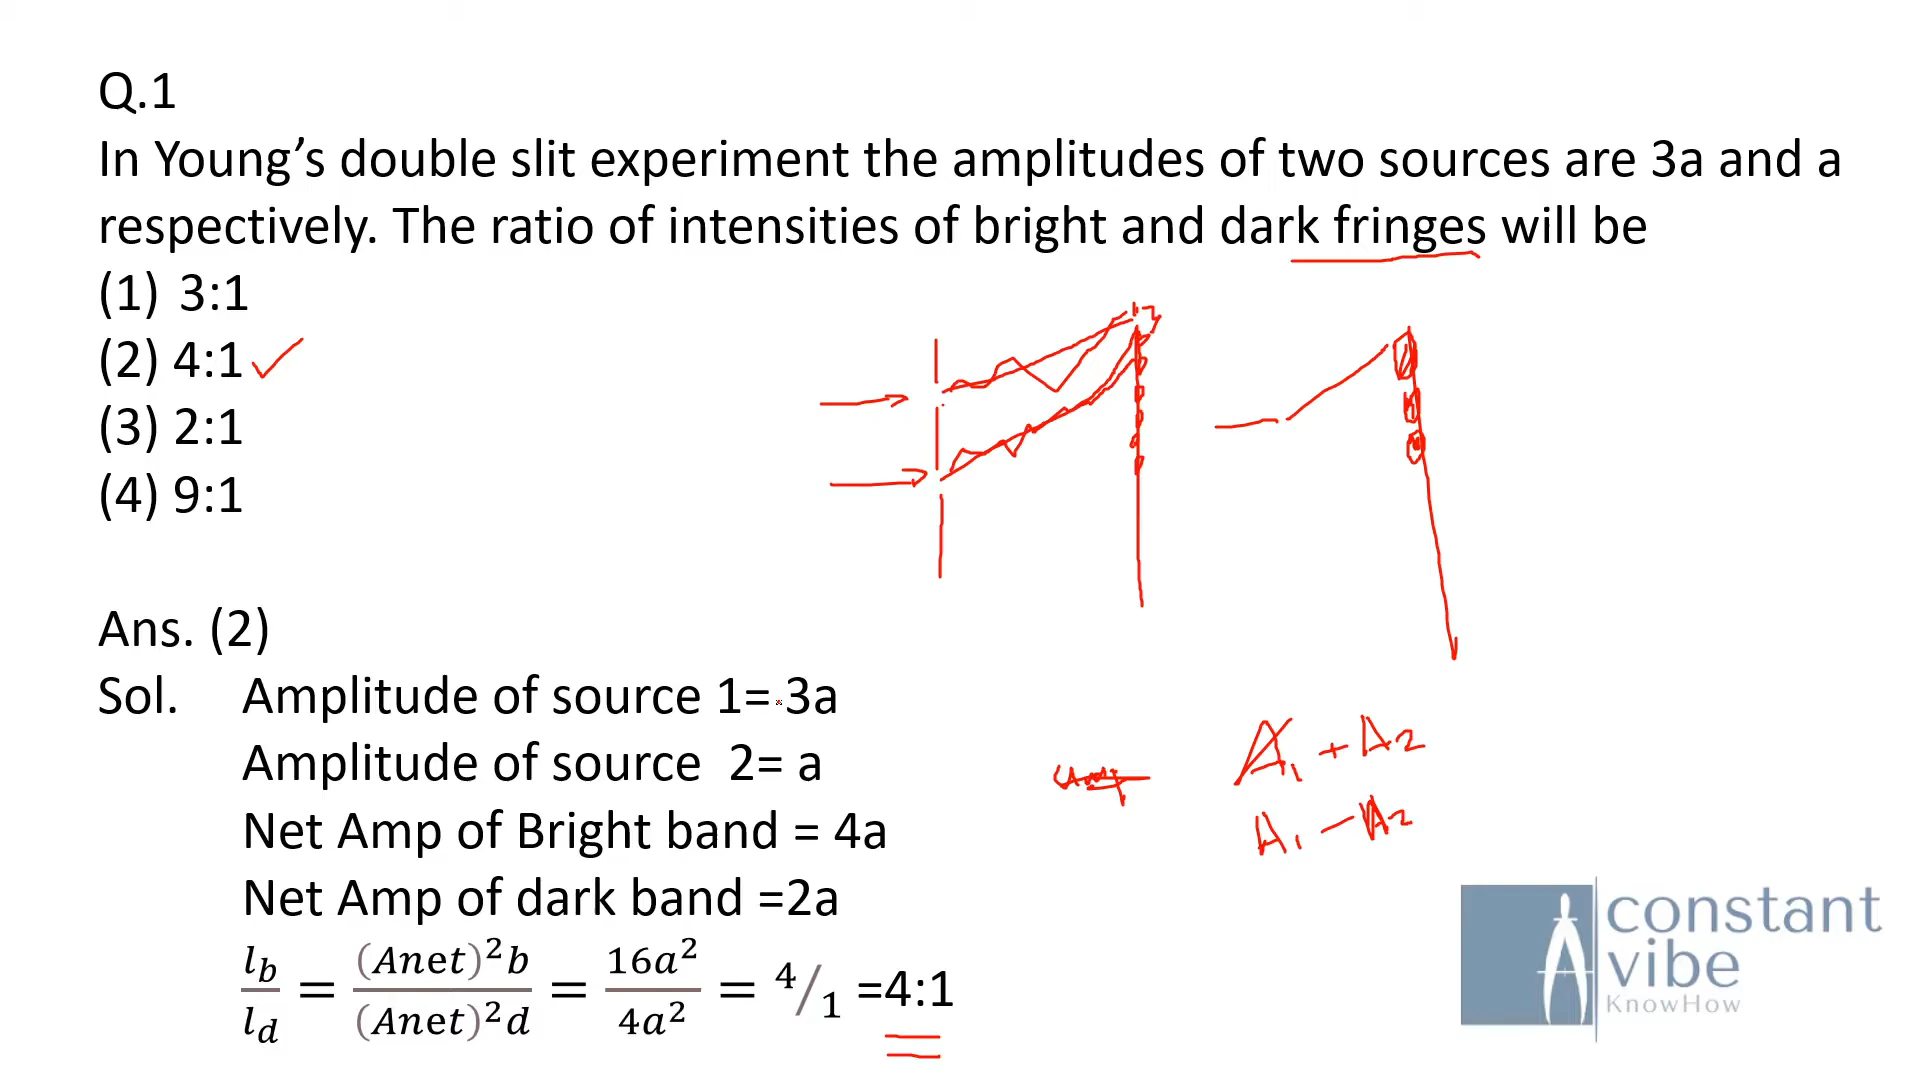 Q.1
In Young’s double slit experiment the amplitudes of two sources are 3a and a
respectively. The ratio of intensities of bright and dark fringes will be
(1) 3:1
(2) 4:1
(3) 2:1
(4) 9:1
Ans. (2)
Sol. Amplitude of source 1= 3a
Amplitude of source 2= a
Net Amp of Bright band = 4a
Net Amp of dark band =2a
l_b/l_d = (Anet)²b/(Anet)²d = 16a²/4a² = 4/1 =4:1
A₁ + A₂
A₁ − A₂
constant
vibe
KnowHow